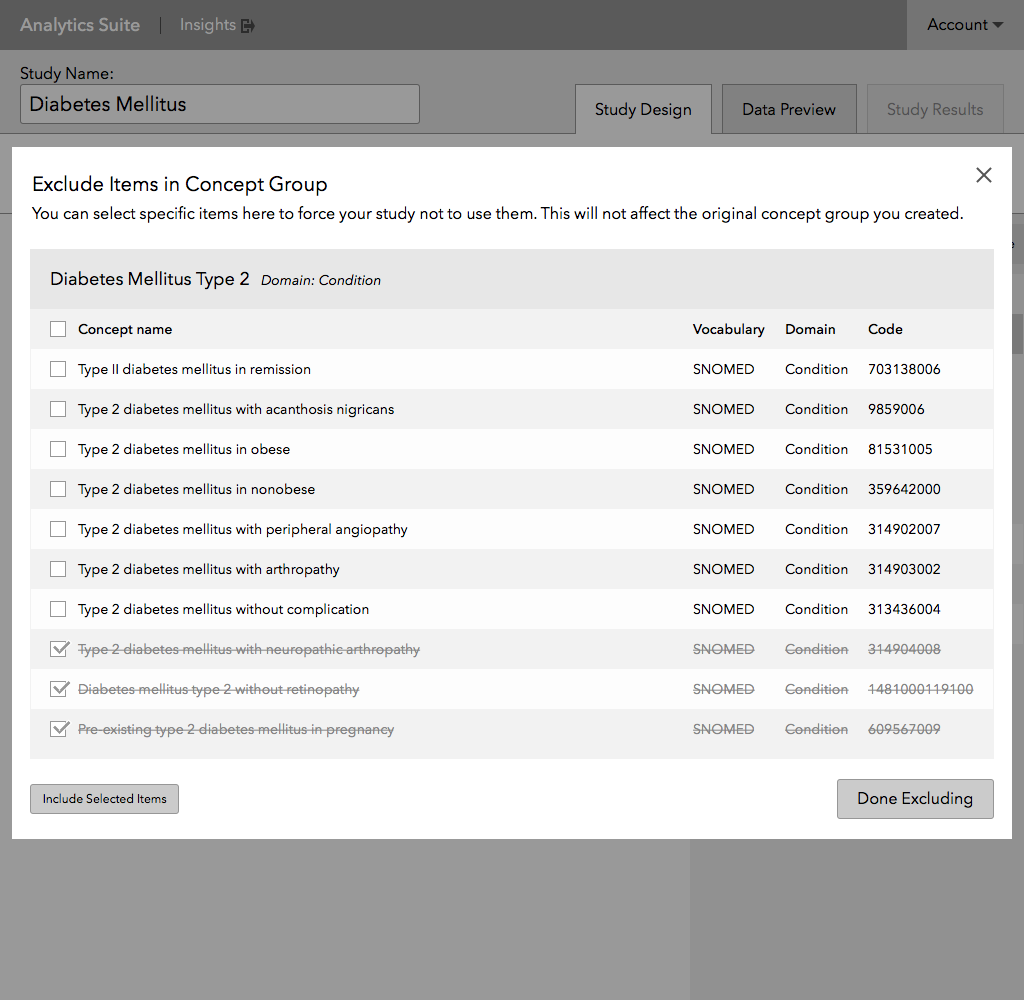 Analytics Suite | Insights Account
Study Name:
Diabetes Mellitus
Study Design Data Preview Study Results
Exclude Items in Concept Group
You can select specific items here to force your study not to use them. This will not affect the original concept group you created.
Diabetes Mellitus Type 2 Domain: Condition
Concept name Vocabulary Domain Code
Type II diabetes mellitus in remission SNOMED Condition 703138006
Type 2 diabetes mellitus with acanthosis nigricans SNOMED Condition 9859006
Type 2 diabetes mellitus in obese SNOMED Condition 81531005
Type 2 diabetes mellitus in nonobese SNOMED Condition 359642000
Type 2 diabetes mellitus with peripheral angiopathy SNOMED Condition 314902007
Type 2 diabetes mellitus with arthropathy SNOMED Condition 314903002
Type 2 diabetes mellitus without complication SNOMED Condition 313436004
Type 2 diabetes mellitus with neuropathic arthropathy SNOMED Condition 314904008
Diabetes mellitus type 2 without retinopathy SNOMED Condition 1481000119100
Pre-existing type 2 diabetes mellitus in pregnancy SNOMED Condition 609567009
Include Selected Items Done Excluding